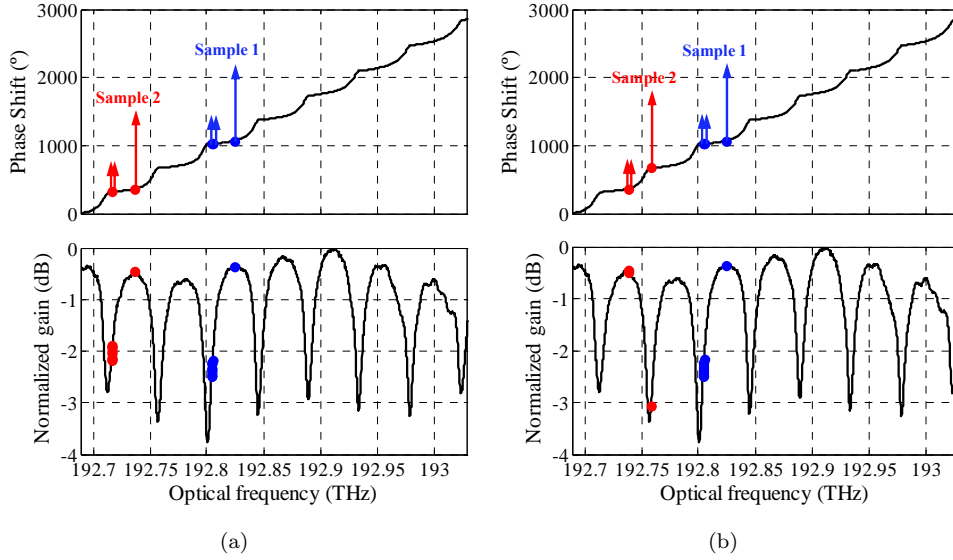 3000
2000
1000
0
Phase Shift (°)
Sample 1
Sample 2
0
-1
-2
-3
-4
Normalized gain (dB)
192.7 192.75 192.8 192.85 192.9 192.95 193
Optical frequency (THz)
(a)
3000
2000
1000
0
Phase Shift (°)
Sample 1
Sample 2
0
-1
-2
-3
-4
Normalized gain (dB)
192.7 192.75 192.8 192.85 192.9 192.95 193
Optical frequency (THz)
(b)